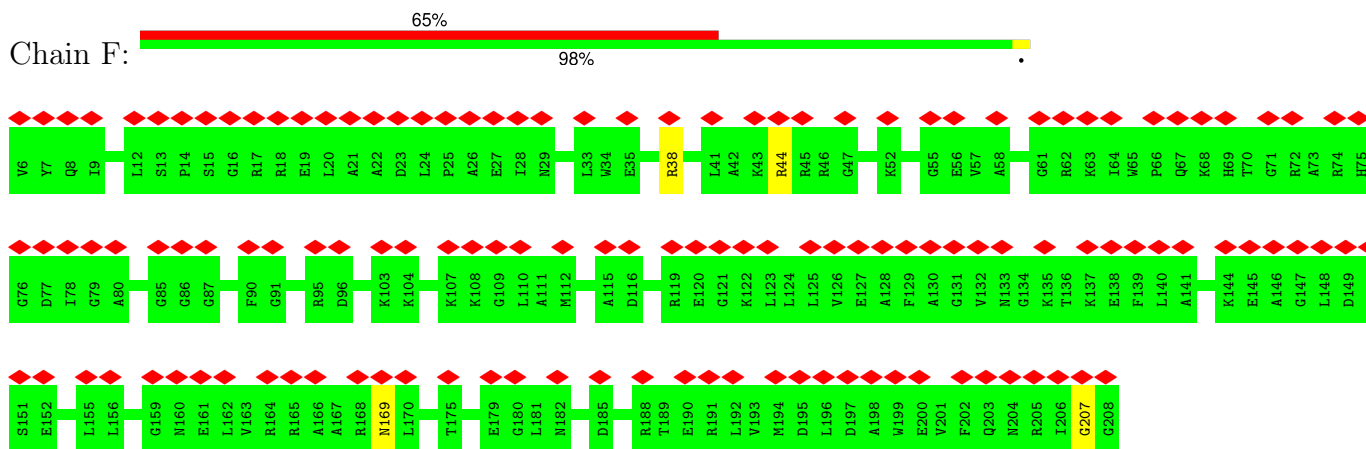 65%
Chain F:
98%
.
V6 Y7 Q8 I9 L12 S13 P14 S15 G16 R17 R18 E19 L20 A21 A22 D23 L24 P25 A26 E27 I28 N29 L33 W34 E35 R38 L41 A42 K43 R44 R45 R46 G47 K52 G55 E56 V57 A58 G61 R62 K63 I64 W65 P66 Q67 K68 H69 T70 G71 R72 A73 R74 H75
G76 D77 I78 G79 A80 G85 G86 G87 F90 G91 R95 D96 K103 K104 K107 K108 G109 L110 A111 M112 A115 D116 R119 E120 G121 K122 L123 L124 L125 V126 E127 A128 F129 A130 G131 V132 N133 G134 K135 T136 K137 E138 F139 L140 A141 K144 E145 A146 G147 L148 D149
S151 E152 L155 L156 G159 N160 E161 L162 V163 R164 R165 A166 A167 R168 N169 L170 T175 E179 G180 L181 N182 D185 R188 T189 E190 R191 L192 V193 M194 D195 L196 D197 A198 W199 E200 V201 F202 Q203 N204 R205 I206 G207 G208